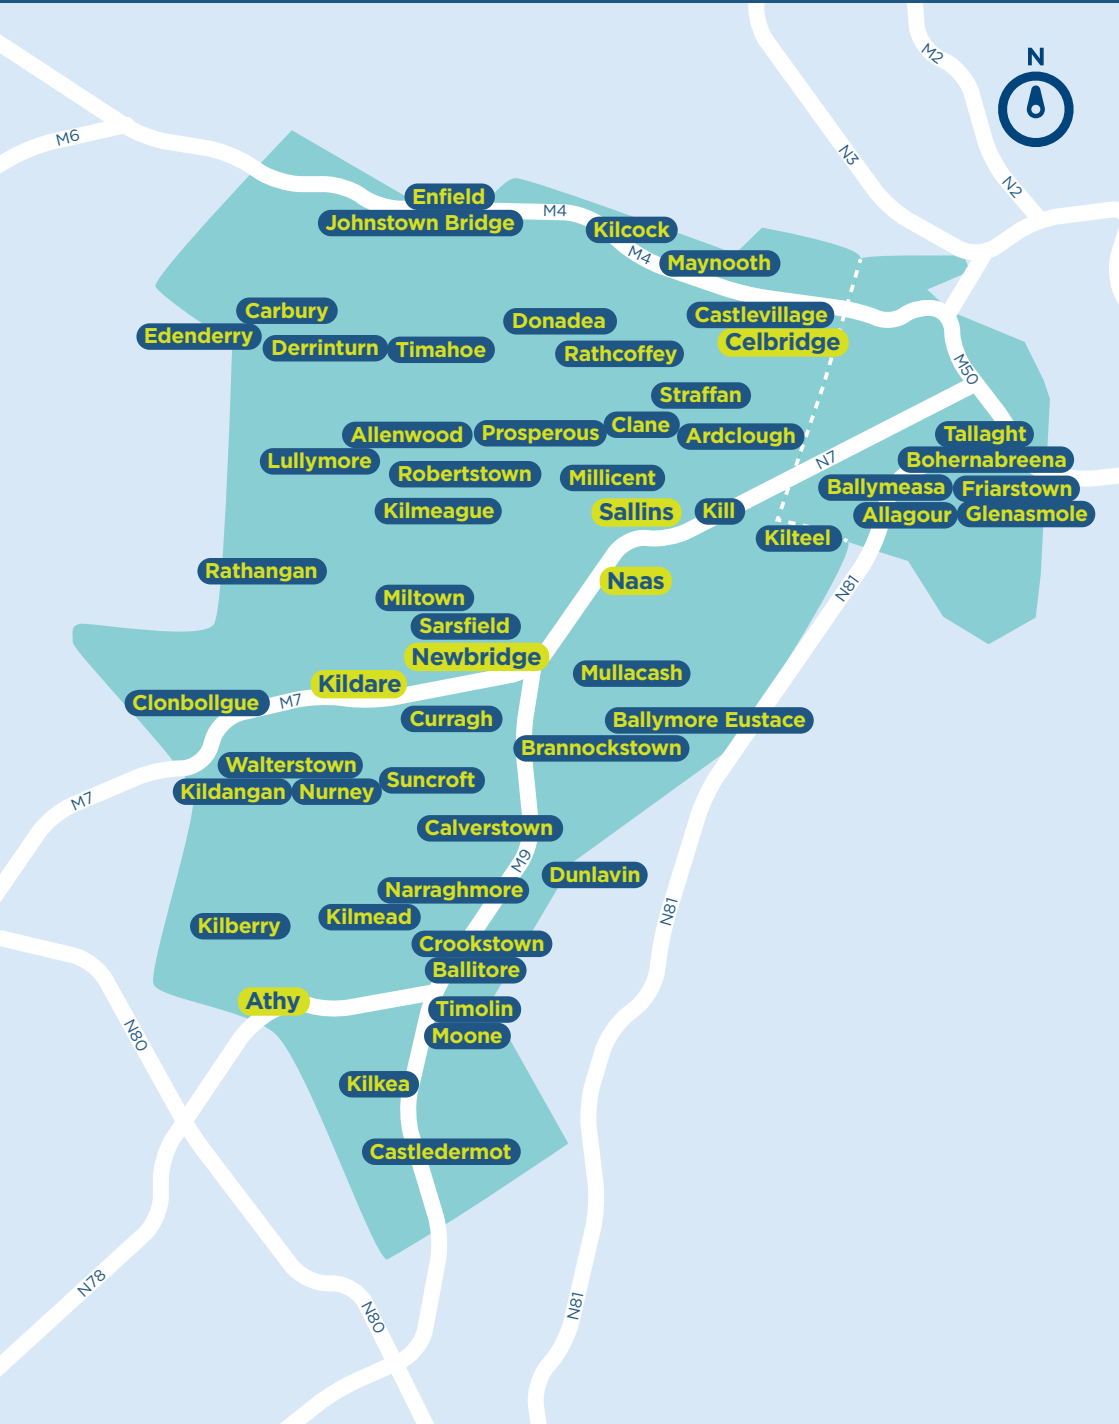 N
M2
M6
N3
N2
Enfield
M4
Johnstown Bridge
Kilcock
M4
Maynooth
Carbury
Castlevillage
Donadea
Edenderry
Celbridge
Derrinturn
Timahoe
Rathcoffey
M50
Straffan
Clane
Prosperous
Allenwood
Ardclough
Tallaght
Lullymore
N7
Bohernabreena
Robertstown
Millicent
Ballymeasa
Friarstown
Kilmeague
Sallins
Kill
Allagour
Glenasmole
Kilteel
Rathangan
Naas
N81
Miltown
Sarsfield
Newbridge
Mullacash
Kildare
Clonbollgue
M7
Curragh
Ballymore Eustace
Brannockstown
Walterstown
Suncroft
Kildangan
Nurney
M7
Calverstown
M9
Dunlavin
Narraghmore
N81
Kilmead
Kilberry
Crookstown
Ballitore
Athy
Timolin
N80
Moone
Kilkea
Castledermot
N78
N81
N80